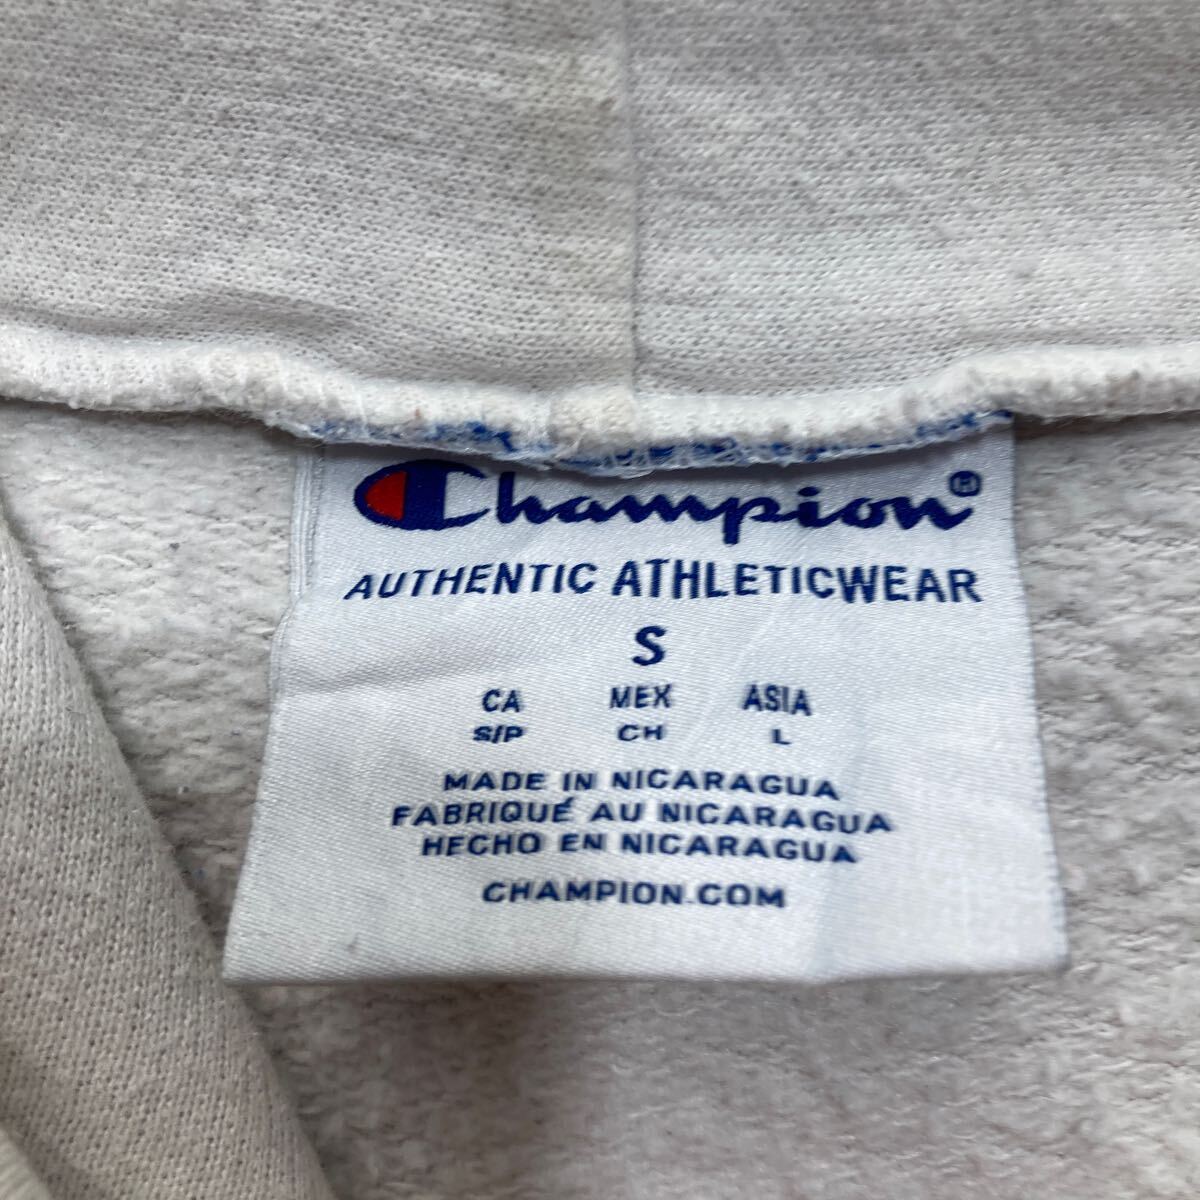 Champion®
AUTHENTIC ATHLETICWEAR
S
CA MEX ASIA
S/P CH L
MADE IN NICARAGUA
FABRIQUÉ AU NICARAGUA
HECHO EN NICARAGUA
CHAMPION.COM